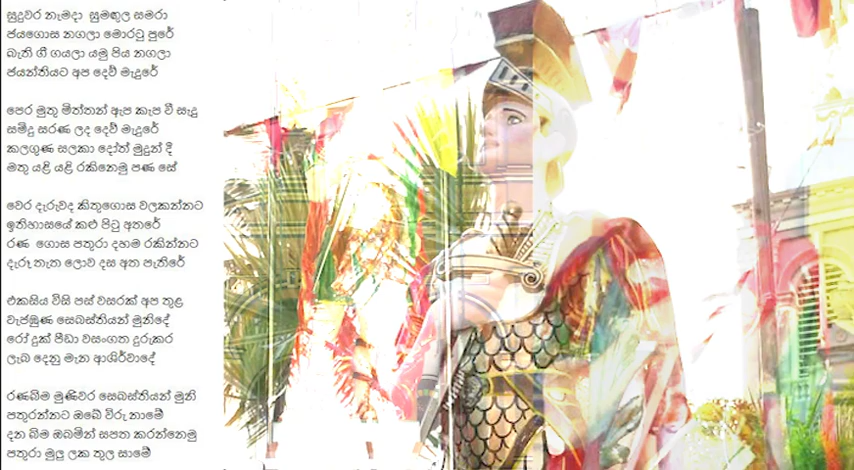 සුදුවර නැමදා සුමඟුල සමරා
ජයගොස නගලා මොරටු පුරේ
බැති ගී ගයලා යමු පිය නගලා
ජයන්තියට අප දෙව් මැදුරේ
පෙර මුතු මිත්තන් ඇප කැප වී සැදූ
සමිදු සරණ ලද දෙව් මැදුරේ
කලගුණ සලකා දෝත් මුදුන් දී
මතු යළි යළි රකිනෙමු පණ සේ
වෙර දැරුවද කිතුගොස වලකන්නට
ඉතිහාසයේ කළු පිටු අතරේ
රණ ගොස පතුරා දහම රකින්නට
දැරූ තැත ලොව දස අත පැතිරේ
එකසිය විසි පස් වසරක් අප තුළ
වැජඹුණ සෙබස්තියන් මුනිදේ
රෝ දුක් පීඩා වසංගත දුරුකර
ලැබ දෙනු මැන ආශිර්වාදේ
රණබිම මුණිවර සෙබස්තියන් මුනි
පතුරන්නට ඔබේ විරු නාමේ
දන බිම ඔබමින් සපත කරන්නෙමු
පතුරා මුලු ලක තුල සාමේ